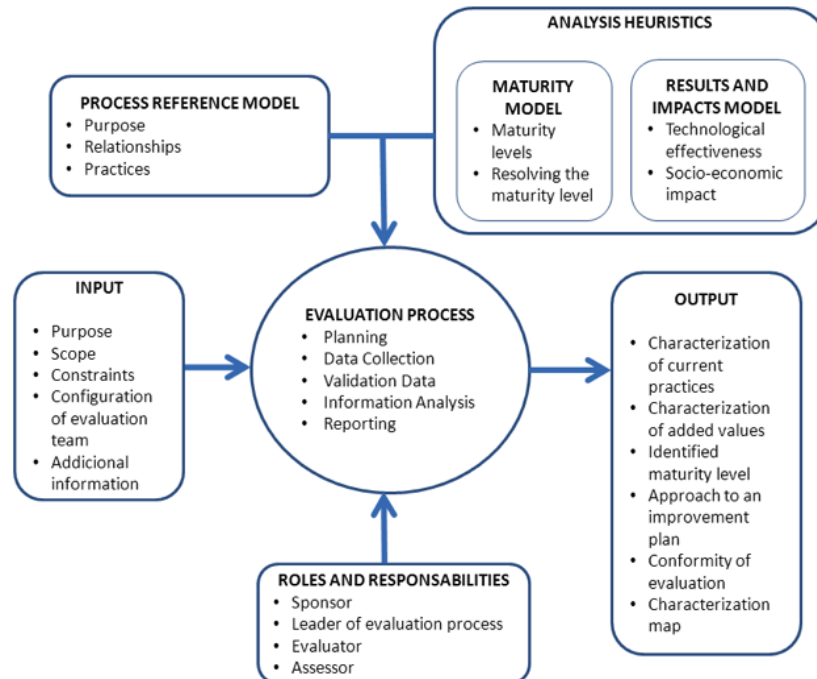 ANALYSIS HEURISTICS
PROCESS REFERENCE MODEL
• Purpose
• Relationships
• Practices
MATURITY
MODEL
• Maturity
levels
• Resolving the
maturity level
RESULTS AND
IMPACTS MODEL
• Technological
effectiveness
• Socio-economic
impact
INPUT
• Purpose
• Scope
• Constraints
• Configuration
of evaluation
team
• Addicional
information
EVALUATION PROCESS
• Planning
• Data Collection
• Validation Data
• Information Analysis
• Reporting
OUTPUT
• Characterization
of current
practices
• Characterization
of added values
• Identified
maturity level
• Approach to an
improvement
plan
• Conformity of
evaluation
• Characterization
map
ROLES AND RESPONSABILITIES
• Sponsor
• Leader of evaluation process
• Evaluator
• Assessor